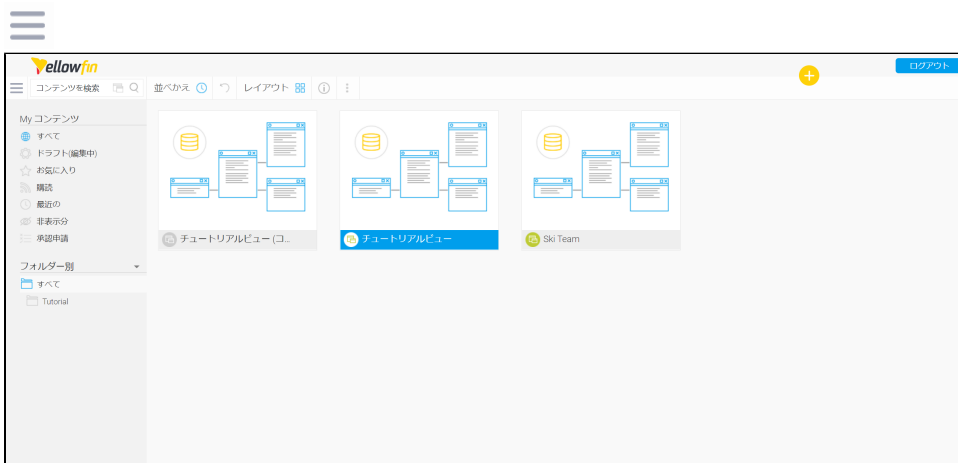 Yellowfin
ログアウト
コンテンツを検索
並べかえ
レイアウト
My コンテンツ
すべて
ドラフト(編集中)
お気に入り
購読
最近の
非表示分
承認申請
フォルダー別
すべて
Tutorial
チュートリアルビュー (コ...
チュートリアルビュー
Ski Team